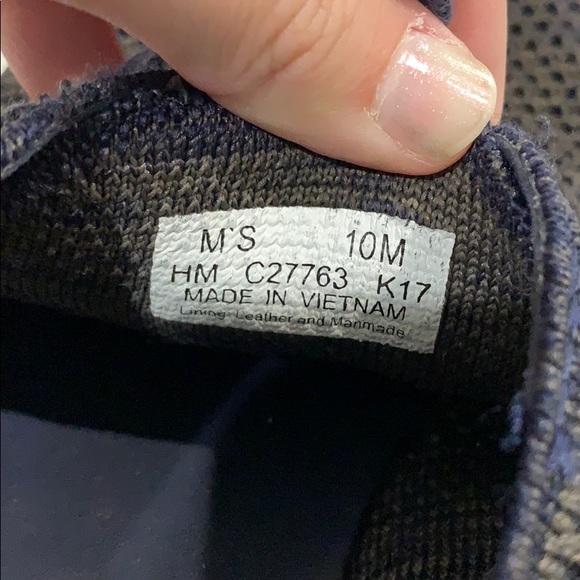 M'S 10M
HM C27763 K17
MADE IN VIETNAM
Lining: Leather and Manmade